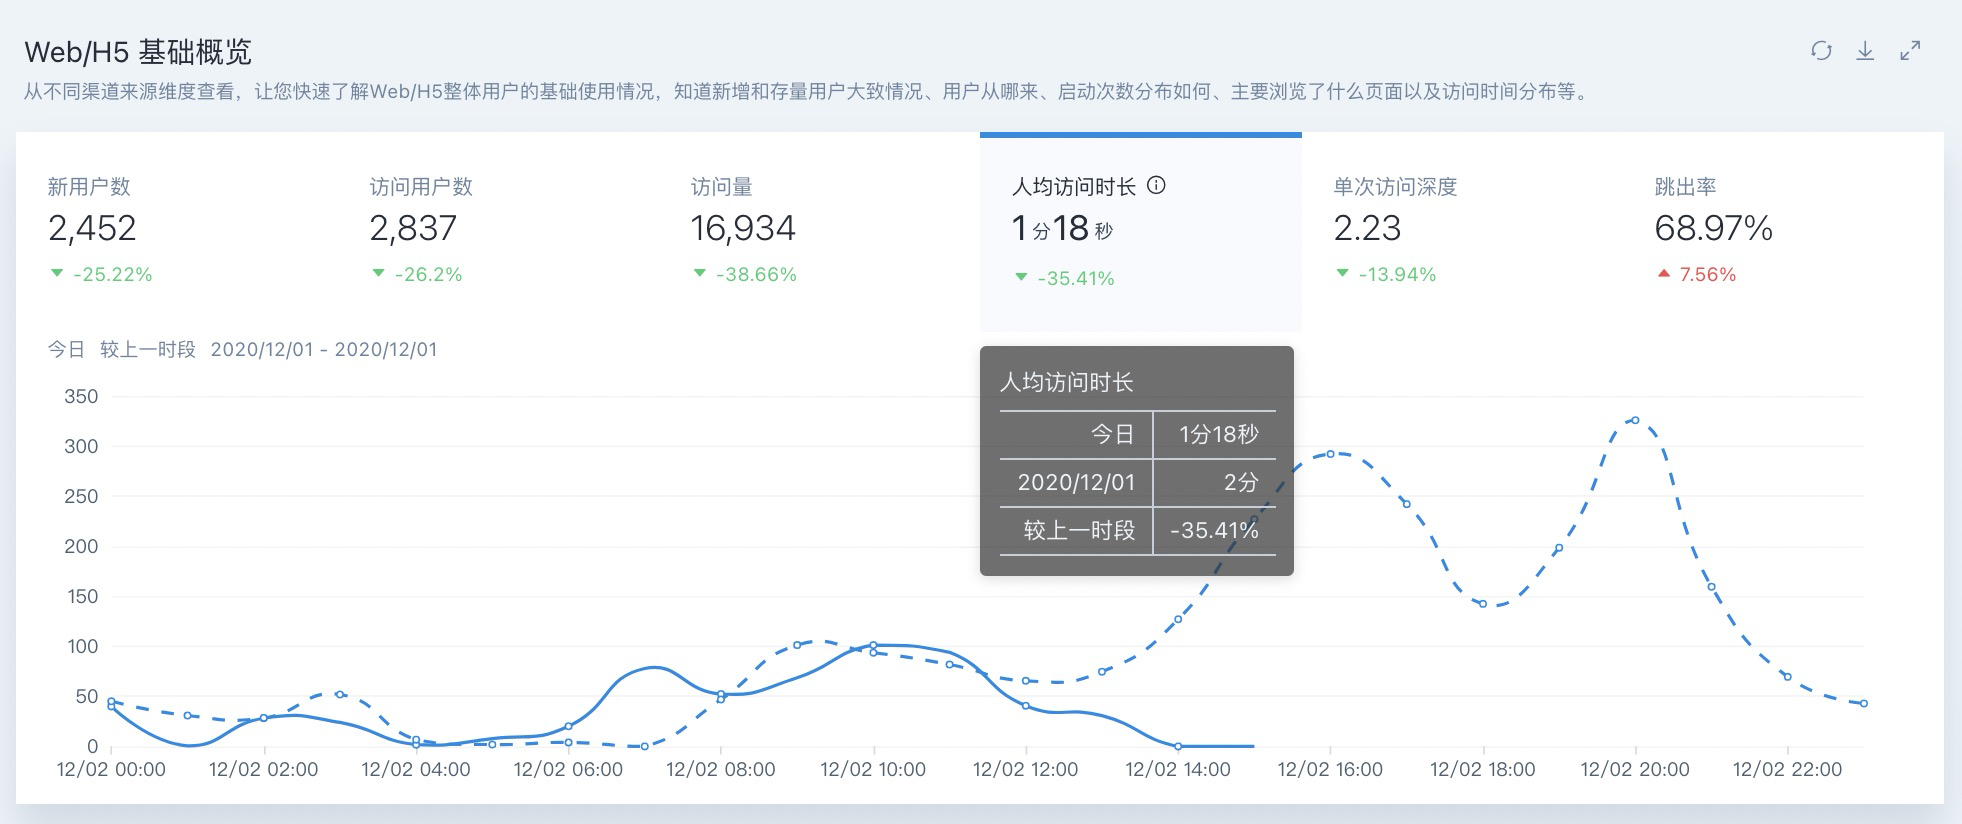 Web/H5 基础概览
从不同渠道来源维度查看，让您快速了解Web/H5整体用户的基础使用情况，知道新增和存量用户大致情况、用户从哪来、启动次数分布如何、主要浏览了什么页面以及访问时间分布等。
新用户数
2,452
-25.22%
访问用户数
2,837
-26.2%
访问量
16,934
-38.66%
人均访问时长
1分18秒
-35.41%
单次访问深度
2.23
-13.94%
跳出率
68.97%
7.56%
今日 较上一时段 2020/12/01 - 2020/12/01
人均访问时长
今日 1分18秒
2020/12/01 2分
较上一时段 -35.41%
350
300
250
200
150
100
50
0
12/02 00:00 12/02 02:00 12/02 04:00 12/02 06:00 12/02 08:00 12/02 10:00 12/02 12:00 12/02 14:00 12/02 16:00 12/02 18:00 12/02 20:00 12/02 22:00